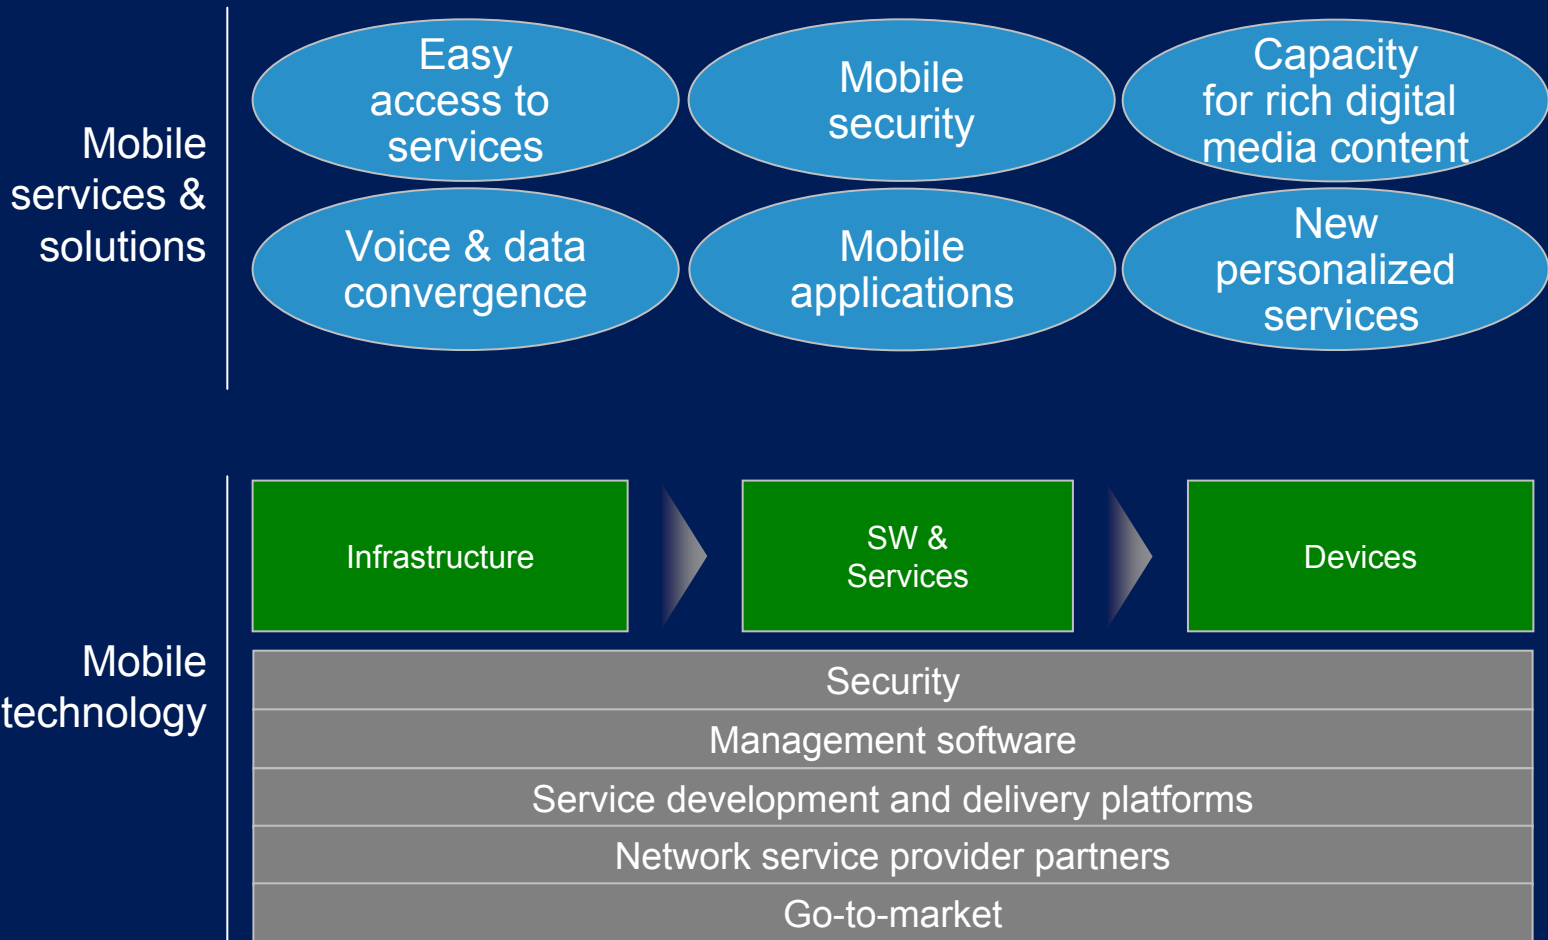 Mobile
services &
solutions
Easy
access to
services
Mobile
security
Capacity
for rich digital
media content
Voice & data
convergence
Mobile
applications
New
personalized
services
Mobile
technology
Infrastructure
SW &
Services
Devices
Security
Management software
Service development and delivery platforms
Network service provider partners
Go-to-market